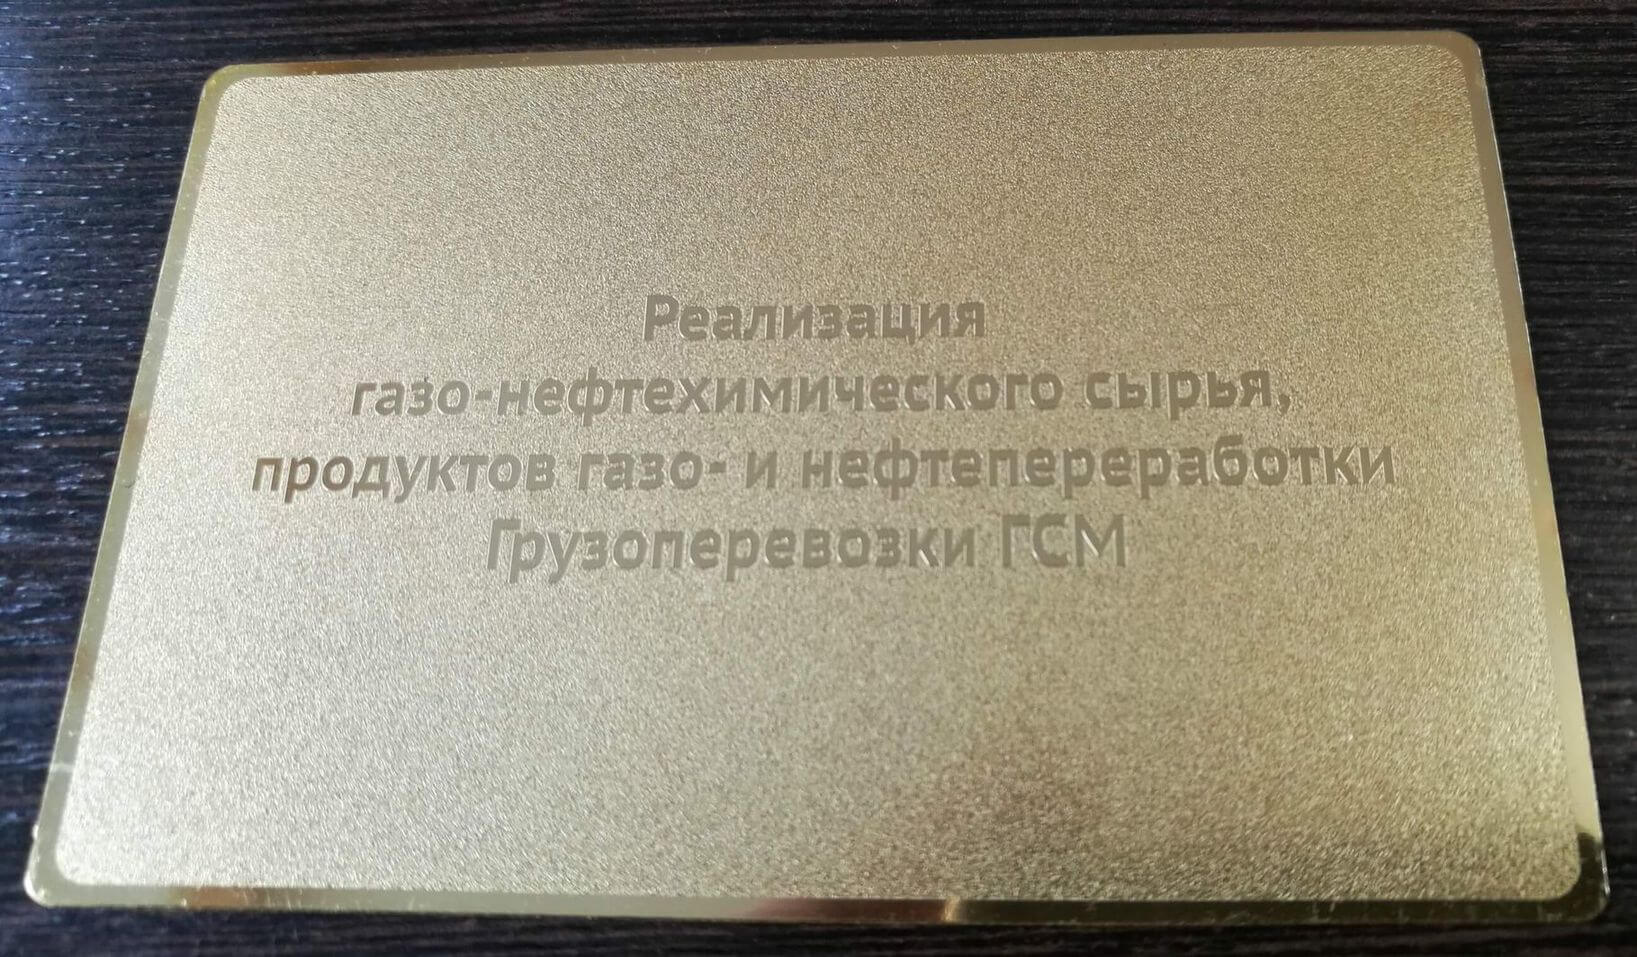 Реализация
газо-нефтехимического сырья,
продуктов газо- и нефтепереработки
Грузоперевозки ГСМ